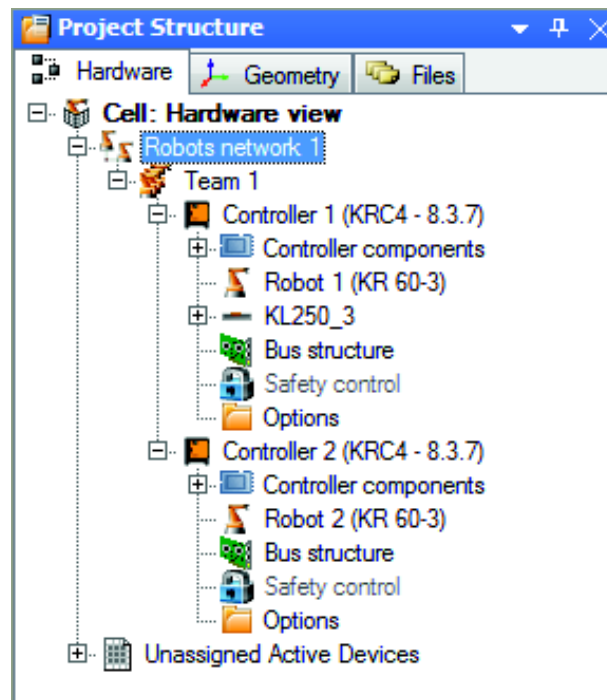 Project Structure
Hardware Geometry Files
Cell: Hardware view
Robots network 1
Team 1
Controller 1 (KRC4 - 8.3.7)
Controller components
Robot 1 (KR 60-3)
KL250_3
Bus structure
Safety control
Options
Controller 2 (KRC4 - 8.3.7)
Controller components
Robot 2 (KR 60-3)
Bus structure
Safety control
Options
Unassigned Active Devices